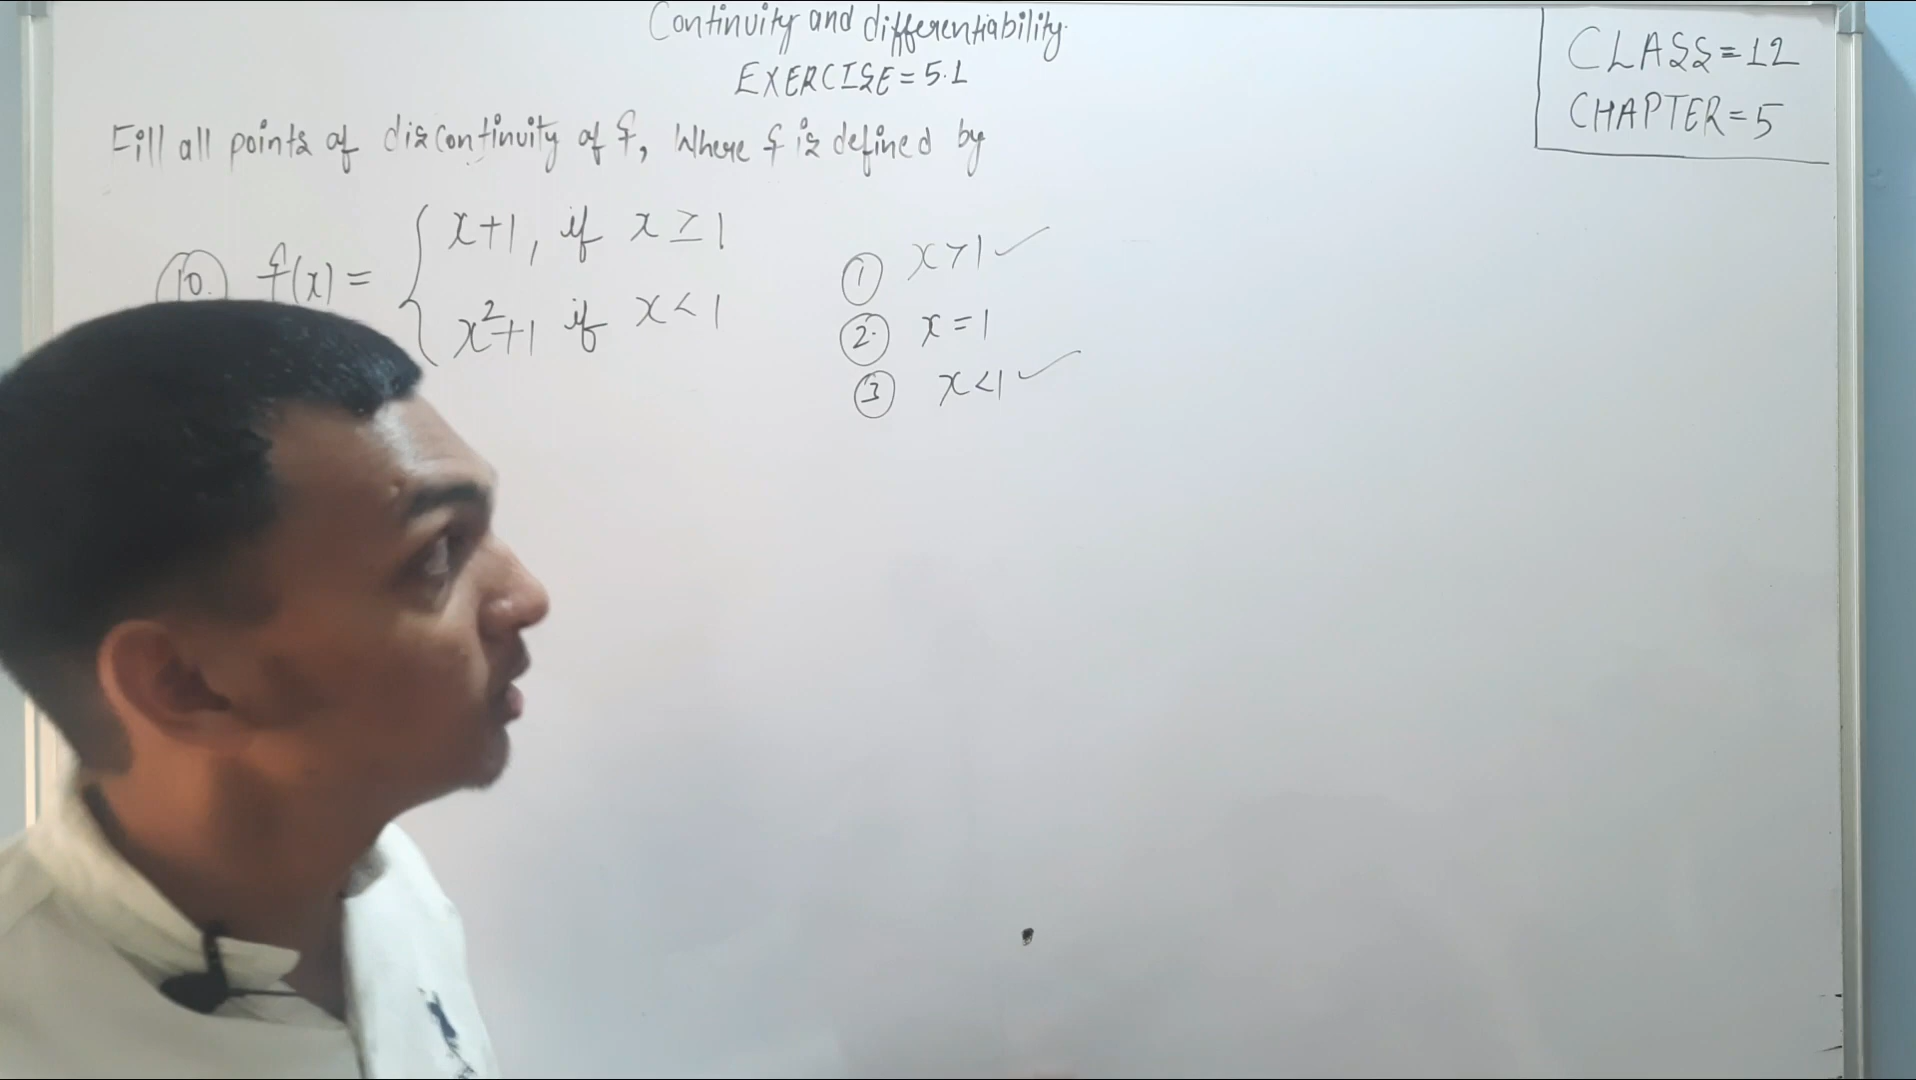 Continuity and differentiability.
EXERCISE = 5.1
CLASS = 12
CHAPTER = 5
Fill all points of discontinuity of f, Where f is defined by
10. f(x) = { x+1, if x ≥ 1
x²+1 if x < 1
① x > 1 ✓
②. x = 1
③ x < 1 ✓